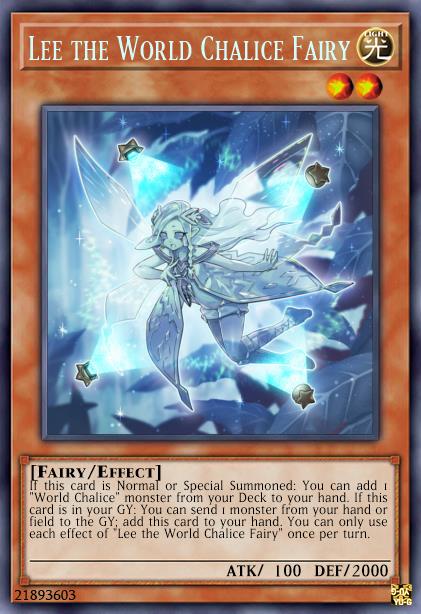 LEE THE WORLD CHALICE FAIRY
LIGHT
光
[FAIRY/EFFECT]
If this card is Normal or Special Summoned: You can add 1
"World Chalice" monster from your Deck to your hand. If this
card is in your GY: You can send 1 monster from your hand or
field to the GY; add this card to your hand. You can only use
each effect of "Lee the World Chalice Fairy" once per turn.
ATK/ 100 DEF/2000
21893603